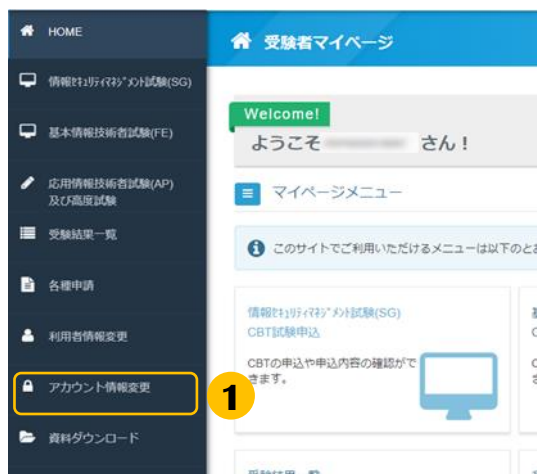 HOME
情報セキュリティマネジメント試験(SG)
基本情報技術者試験(FE)
応用情報技術者試験(AP)
及び高度試験
受験結果一覧
各種申請
利用者情報変更
アカウント情報変更
資料ダウンロード
受験者マイページ
Welcome!
ようこそ さん！
マイページメニュー
このサイトでご利用いただけるメニューは以下のとお
情報セキュリティマネジメント試験(SG)
CBT試験申込
CBTの申込や申込内容の確認がで
きます。
1